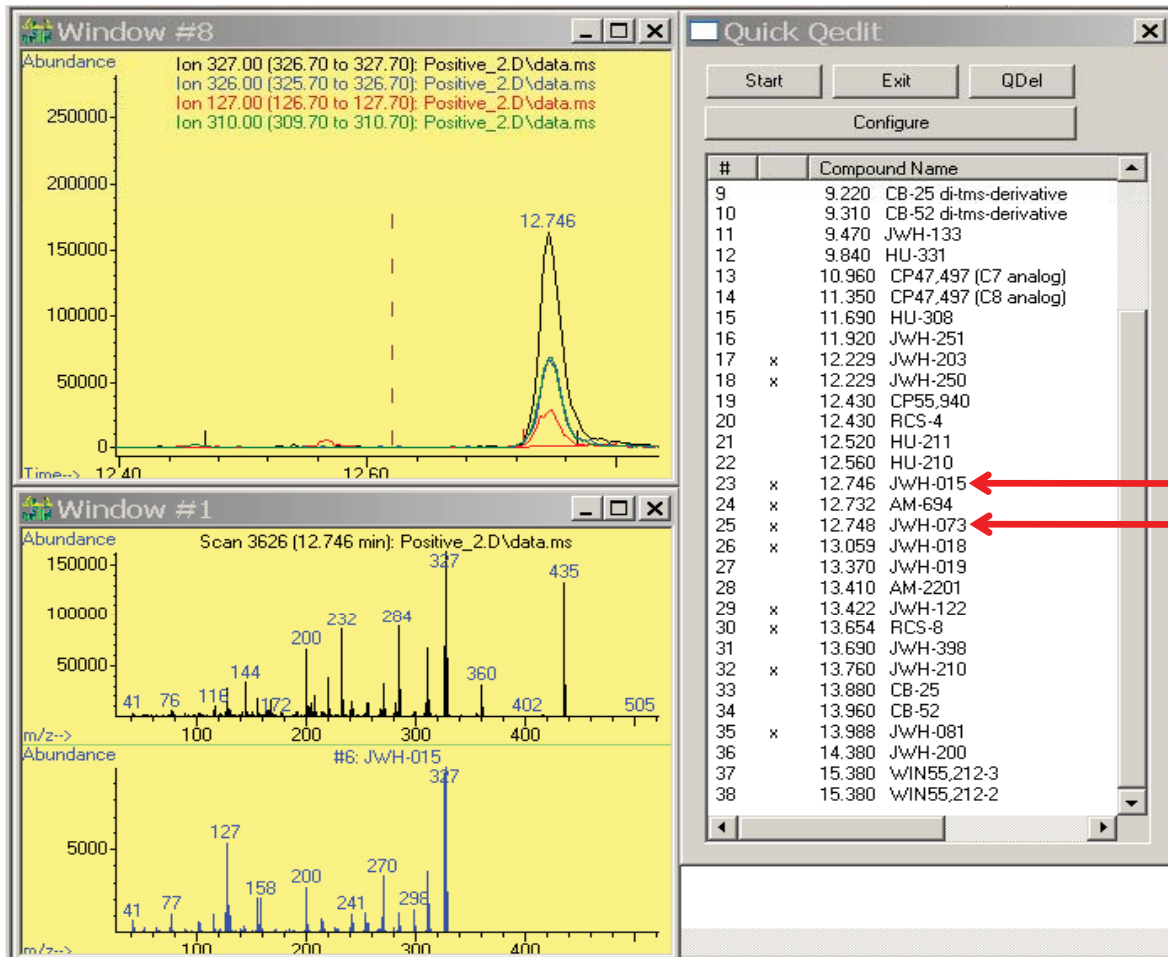 Window #8
Abundance
Ion 327.00 (326.70 to 327.70): Positive_2.D\data.ms
Ion 326.00 (325.70 to 326.70): Positive_2.D\data.ms
Ion 127.00 (126.70 to 127.70): Positive_2.D\data.ms
Ion 310.00 (309.70 to 310.70): Positive_2.D\data.ms
250000
200000
12.746
150000
100000
50000
0
Time--> 12.40 12.60
Window #1
Abundance
Scan 3626 (12.746 min): Positive_2.D\data.ms
150000
327
435
100000
232
284
200
50000
144
360
41 76 116 172 402 505
m/z--> 100 200 300 400
Abundance
#6: JWH-015
327
127
5000
270
158 200
41 77 241 298
m/z--> 100 200 300 400
Quick Qedit
Start Exit QDel
Configure
# Compound Name
9 9.220 CB-25 di-tms-derivative
10 9.310 CB-52 di-tms-derivative
11 9.470 JWH-133
12 9.840 HU-331
13 10.960 CP47,497 (C7 analog)
14 11.350 CP47,497 (C8 analog)
15 11.690 HU-308
16 11.920 JWH-251
17 x 12.229 JWH-203
18 x 12.229 JWH-250
19 12.430 CP55,940
20 12.430 RCS-4
21 12.520 HU-211
22 12.560 HU-210
23 x 12.746 JWH-015
24 x 12.732 AM-694
25 x 12.748 JWH-073
26 x 13.059 JWH-018
27 13.370 JWH-019
28 13.410 AM-2201
29 x 13.422 JWH-122
30 x 13.654 RCS-8
31 13.690 JWH-398
32 x 13.760 JWH-210
33 13.880 CB-25
34 13.960 CB-52
35 x 13.988 JWH-081
36 14.380 JWH-200
37 15.380 WIN55,212-3
38 15.380 WIN55,212-2